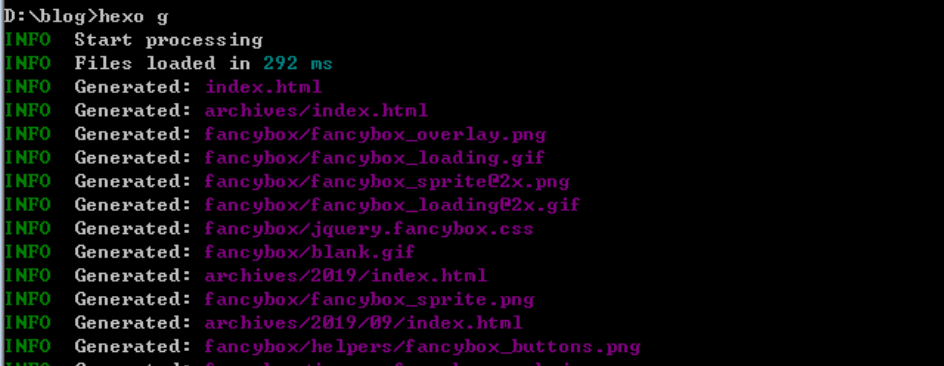 D:\blog>hexo g
INFO  Start processing
INFO  Files loaded in 292 ms
INFO  Generated: index.html
INFO  Generated: archives/index.html
INFO  Generated: fancybox/fancybox_overlay.png
INFO  Generated: fancybox/fancybox_loading.gif
INFO  Generated: fancybox/fancybox_sprite@2x.png
INFO  Generated: fancybox/fancybox_loading@2x.gif
INFO  Generated: fancybox/jquery.fancybox.css
INFO  Generated: fancybox/blank.gif
INFO  Generated: archives/2019/index.html
INFO  Generated: fancybox/fancybox_sprite.png
INFO  Generated: archives/2019/09/index.html
INFO  Generated: fancybox/helpers/fancybox_buttons.png